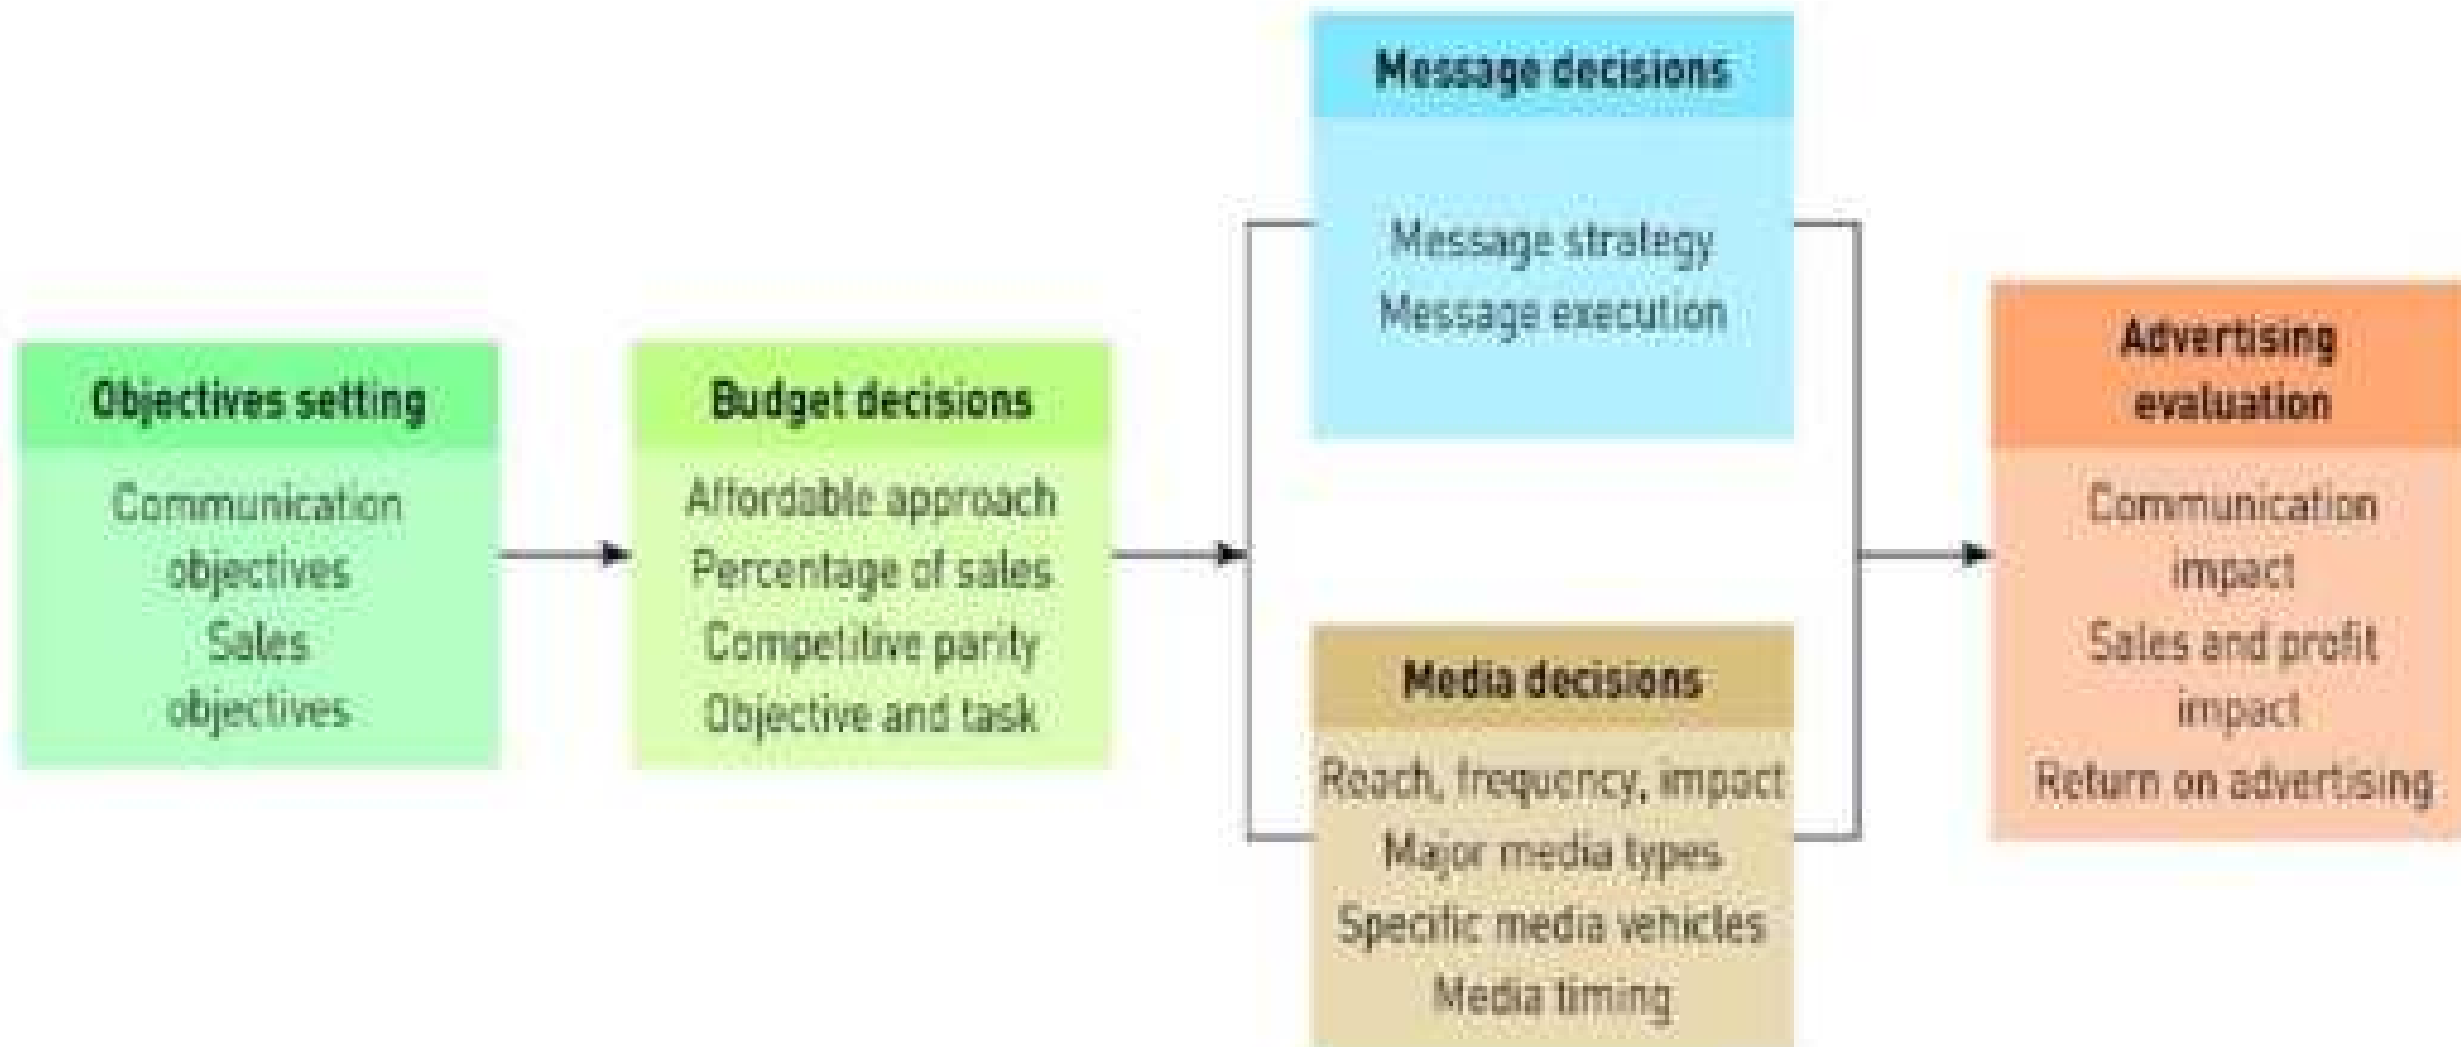 Objectives setting
Communication
objectives
Sales
objectives
Budget decisions
Affordable approach
Percentage of sales
Competitive parity
Objective and task
Message decisions
Message strategy
Message execution
Media decisions
Reach, frequency, impact
Major media types
Specific media vehicles
Media timing
Advertising
evaluation
Communication
impact
Sales and profit
impact
Return on advertising